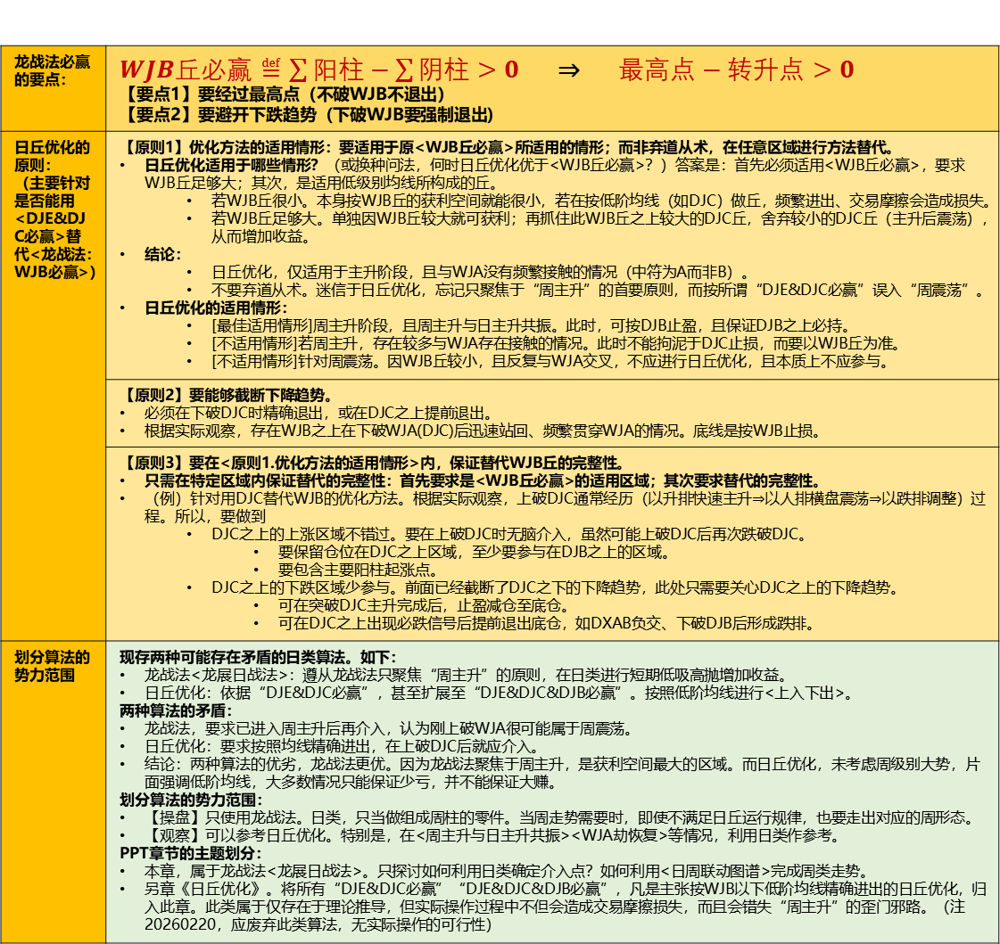 龙战法必赢
的要点：
WJB丘必赢 ≝ ∑阳柱 − ∑阴柱 > 0 ⇒ 最高点 − 转升点 > 0
【要点1】要经过最高点（不破WJB不退出）
【要点2】要避开下跌趋势（下破WJB要强制退出)
日丘优化的
原则：
（主要针对
是否能用
<DJE&DJ
C必赢>替
代<龙战法：
WJB必赢>）
【原则1】优化方法的适用情形：要适用于原<WJB丘必赢>所适用的情形；而非弃道从术，在任意区域进行方法替代。
• 日丘优化适用于哪些情形？（或换种问法，何时日丘优化优于<WJB丘必赢>？）答案是：首先必须适用<WJB丘必赢>，要求
WJB丘足够大；其次，是适用低级别均线所构成的丘。
• 若WJB丘很小。本身按WJB丘的获利空间就能很小，若在按低阶均线（如DJC）做丘，频繁进出、交易摩擦会造成损失。
• 若WJB丘足够大。单独因WJB丘较大就可获利；再抓住此WJB丘之上较大的DJC丘，舍弃较小的DJC丘（主升后震荡），
从而增加收益。
• 结论：
• 日丘优化，仅适用于主升阶段，且与WJA没有频繁接触的情况（中符为A而非B）。
• 不要弃道从术。迷信于日丘优化，忘记只聚焦于“周主升”的首要原则，而按所谓“DJE&DJC必赢”误入“周震荡”。
• 日丘优化的适用情形：
• [最佳适用情形]周主升阶段，且周主升与日主升共振。此时，可按DJB止盈，且保证DJB之上必持。
• [不适用情形]若周主升，存在较多与WJA存在接触的情况。此时不能拘泥于DJC止损，而要以WJB丘为准。
• [不适用情形]针对周震荡。因WJB丘较小，且反复与WJA交叉，不应进行日丘优化，且本质上不应参与。
【原则2】要能够截断下降趋势。
• 必须在下破DJC时精确退出，或在DJC之上提前退出。
• 根据实际观察，存在WJB之上在下破WJA(DJC)后迅速站回、频繁贯穿WJA的情况。底线是按WJB止损。
【原则3】要在<原则1.优化方法的适用情形>内，保证替代WJB丘的完整性。
• 只需在特定区域内保证替代的完整性：首先要求是<WJB丘必赢>的适用区域；其次要求替代的完整性。
• （例）针对用DJC替代WJB的优化方法。根据实际观察，上破DJC通常经历（以升排快速主升⇒以人排横盘震荡⇒以跌排调整）过
程。所以，要做到
• DJC之上的上涨区域不错过。要在上破DJC时无脑介入，虽然可能上破DJC后再次跌破DJC。
• 要保留仓位在DJC之上区域，至少要参与在DJB之上的区域。
• 要包含主要阳柱起涨点。
• DJC之上的下跌区域少参与。前面已经截断了DJC之下的下降趋势，此处只需要关心DJC之上的下降趋势。
• 可在突破DJC主升完成后，止盈减仓至底仓。
• 可在DJC之上出现必跌信号后提前退出底仓，如DXAB负交、下破DJB后形成跌排。
划分算法的
势力范围
现存两种可能存在矛盾的日类算法。如下：
• 龙战法<龙展日战法>：遵从龙战法只聚焦“周主升”的原则，在日类进行短期低吸高抛增加收益。
• 日丘优化：依据“DJE&DJC必赢”，甚至扩展至“DJE&DJC&DJB必赢”。按照低阶均线进行<上入下出>。
两种算法的矛盾：
• 龙战法，要求已进入周主升后再介入，认为刚上破WJA很可能属于周震荡。
• 日丘优化：要求按照均线精确进出，在上破DJC后就应介入。
• 结论：两种算法的优劣，龙战法更优。因为龙战法聚焦于周主升，是获利空间最大的区域。而日丘优化，未考虑周级别大势，片
面强调低阶均线，大多数情况只能保证少亏，并不能保证大赚。
划分算法的势力范围：
• 【操盘】只使用龙战法。日类，只当做组成周柱的零件。当周走势需要时，即使不满足日丘运行规律，也要走出对应的周形态。
• 【观察】可以参考日丘优化。特别是，在<周主升与日主升共振><WJA劫恢复>等情况，利用日类作参考。
PPT章节的主题划分：
• 本章，属于龙战法<龙展日战法>。只探讨如何利用日类确定介入点？如何利用<日周联动图谱>完成周类走势。
• 另章《日丘优化》。将所有“DJE&DJC必赢”“DJE&DJC&DJB必赢”，凡是主张按WJB以下低阶均线精确进出的日丘优化，归
入此章。此类属于仅存在于理论推导，但实际操作过程中不但会造成交易摩擦损失，而且会错失“周主升”的歪门邪路。（注
20260220，应废弃此类算法，无实际操作的可行性）